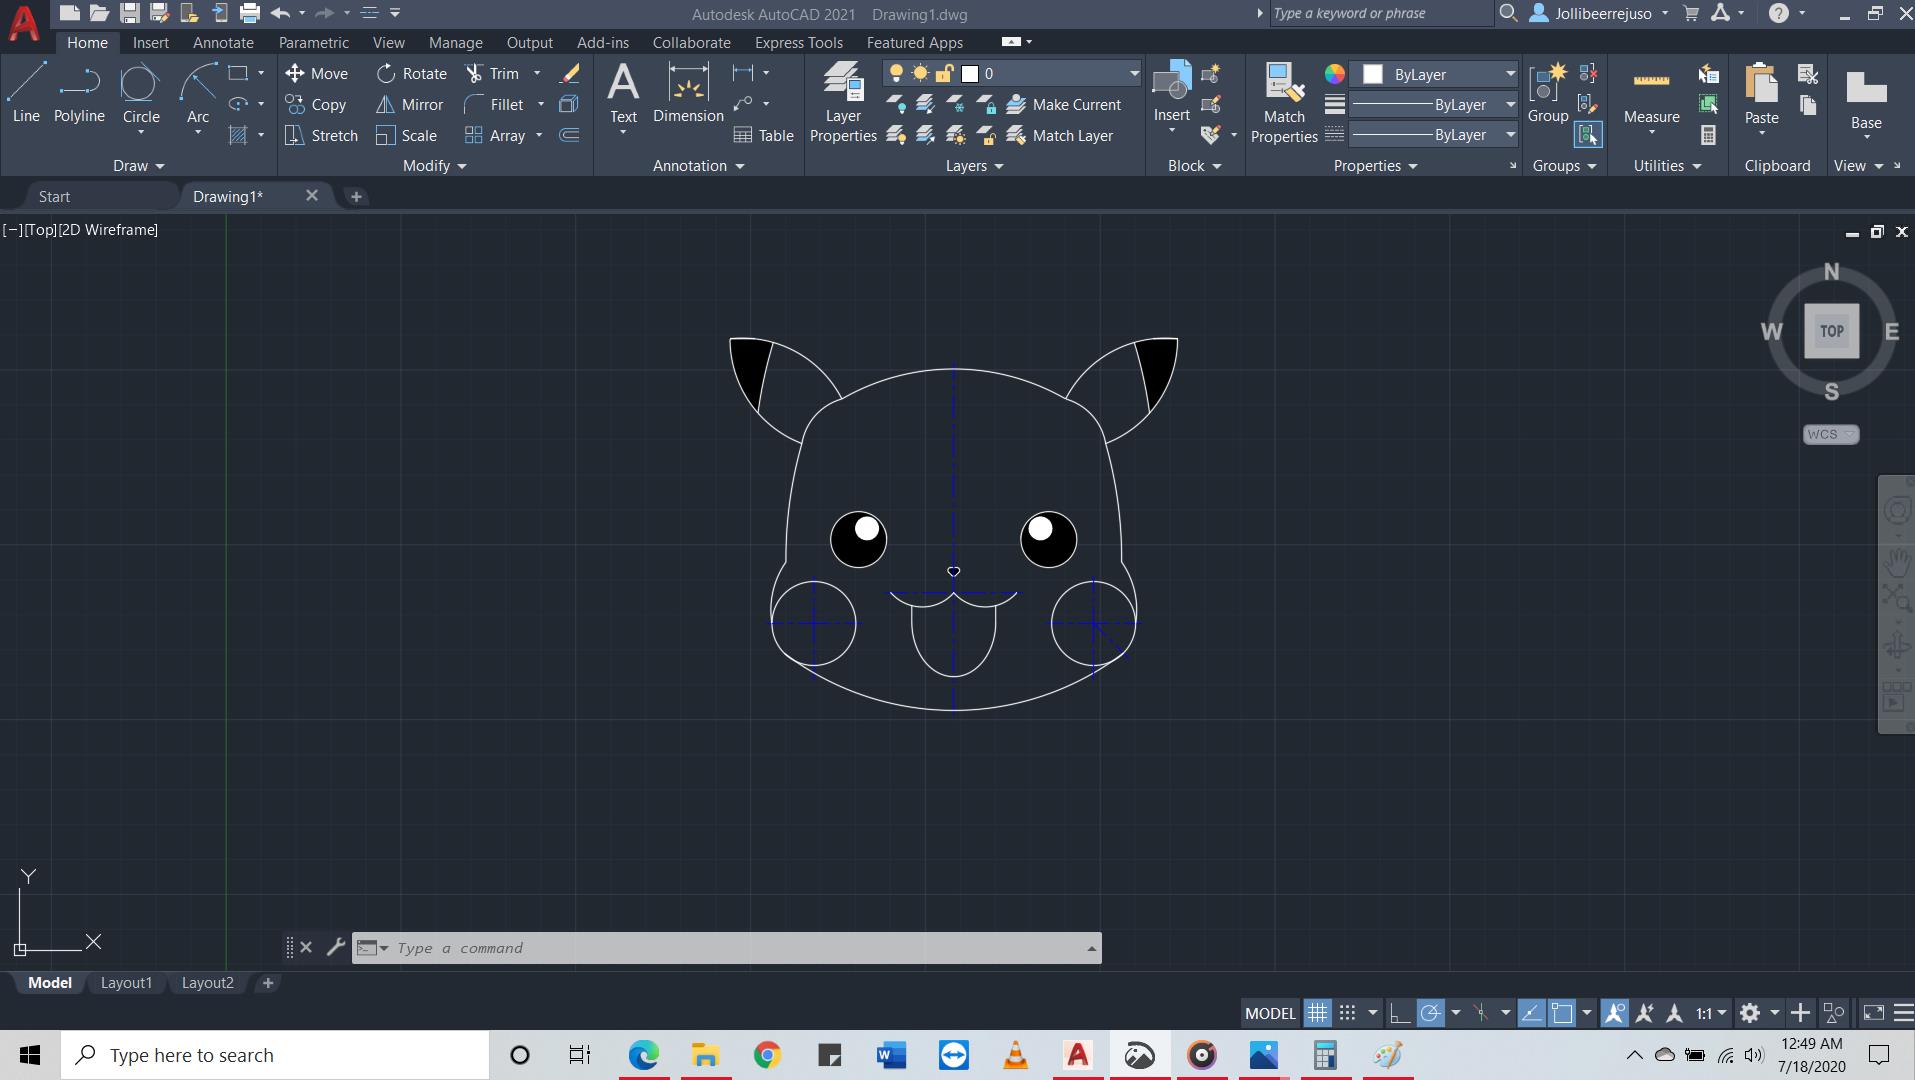 Autodesk AutoCAD 2021 Drawing1.dwg Type a keyword or phrase Jollibeerrejuso
Home Insert Annotate Parametric View Manage Output Add-ins Collaborate Express Tools Featured Apps
Move Rotate Trim 0 ByLayer
Line Polyline Circle Arc Copy Mirror Fillet Text Dimension Layer Properties Make Current Insert Match Properties ByLayer Group Measure Paste Base
Stretch Scale Array Table Match Layer ByLayer
Draw Modify Annotation Layers Block Properties Groups Utilities Clipboard View
Start Drawing1*
[−][Top][2D Wireframe]
N
W TOP E
S
WCS
Y
X
Type a command
Model Layout1 Layout2
MODEL 1:1
Type here to search 12:49 AM
7/18/2020